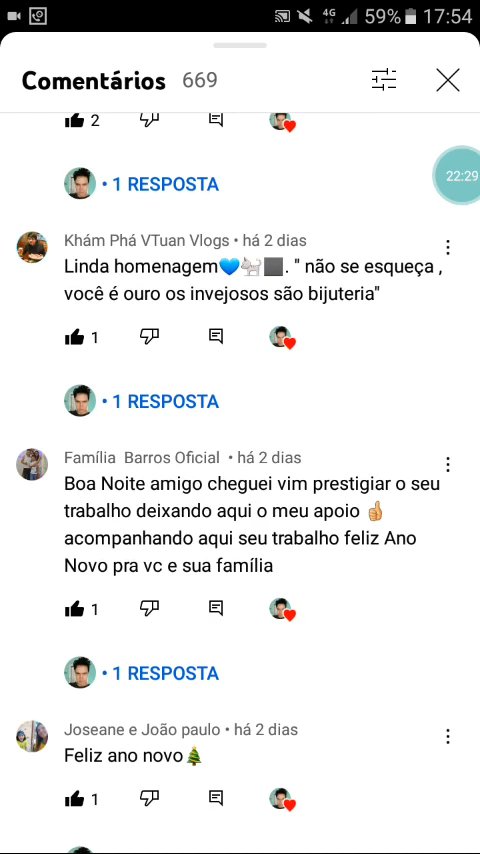 4G 59% 17:54
Comentários 669
2
• 1 RESPOSTA
22:29
Khám Phá VTuan Vlogs • há 2 dias
Linda homenagem💙🐈⬛. " não se esqueça ,
você é ouro os invejosos são bijuteria"
1
• 1 RESPOSTA
Família Barros Oficial • há 2 dias
Boa Noite amigo cheguei vim prestigiar o seu
trabalho deixando aqui o meu apoio 👍🏼
acompanhando aqui seu trabalho feliz Ano
Novo pra vc e sua família
1
• 1 RESPOSTA
Joseane e João paulo • há 2 dias
Feliz ano novo🎄
1